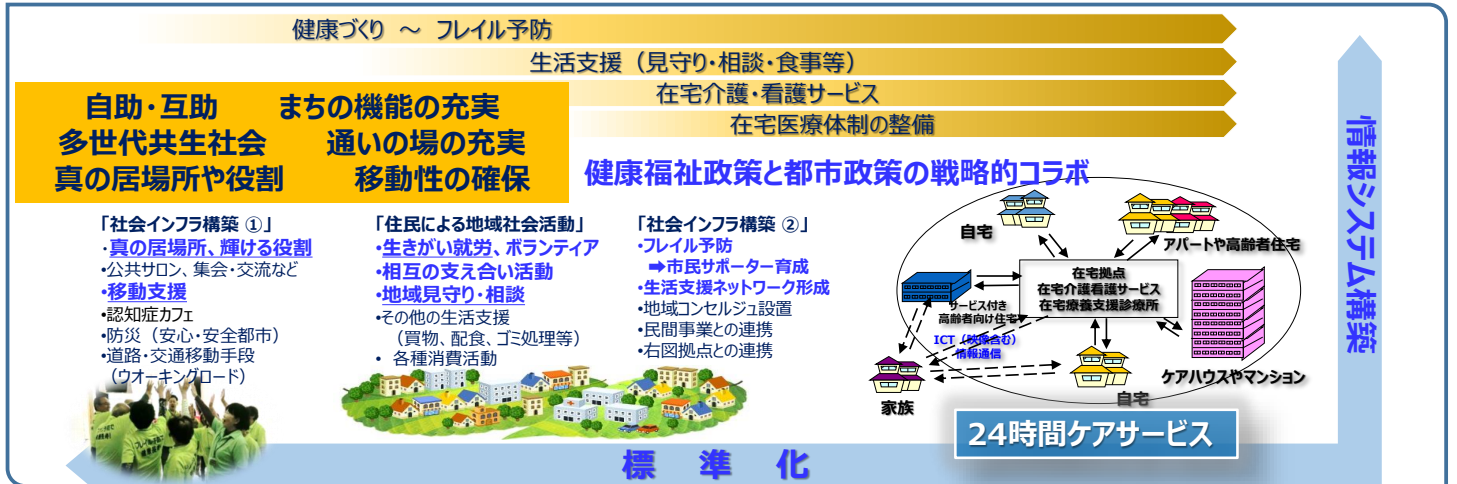 健康づくり ～ フレイル予防
生活支援（見守り・相談・食事等）
在宅介護・看護サービス
在宅医療体制の整備
自助・互助　まちの機能の充実
多世代共生社会　通いの場の充実
真の居場所や役割　移動性の確保
健康福祉政策と都市政策の戦略的コラボ
「社会インフラ構築 ①」
・真の居場所、輝ける役割
•公共サロン、集会・交流など
•移動支援
•認知症カフェ
•防災（安心・安全都市）
•道路・交通移動手段
（ウオーキングロード）
「住民による地域社会活動」
•生きがい就労、ボランティア
•相互の支え合い活動
•地域見守り・相談
•その他の生活支援
（買物、配食、ゴミ処理等）
• 各種消費活動
「社会インフラ構築 ②」
•フレイル予防
➡市民サポーター育成
•生活支援ネットワーク形成
•地域コンセルジュ設置
•民間事業との連携
•右図拠点との連携
自宅
アパートや高齢者住宅
在宅拠点
在宅介護看護サービス
在宅療養支援診療所
サービス付き
高齢者向け住宅
ICT（映像含む）
情報通信
家族
自宅
ケアハウスやマンション
24時間ケアサービス
情報システム構築
標 準 化